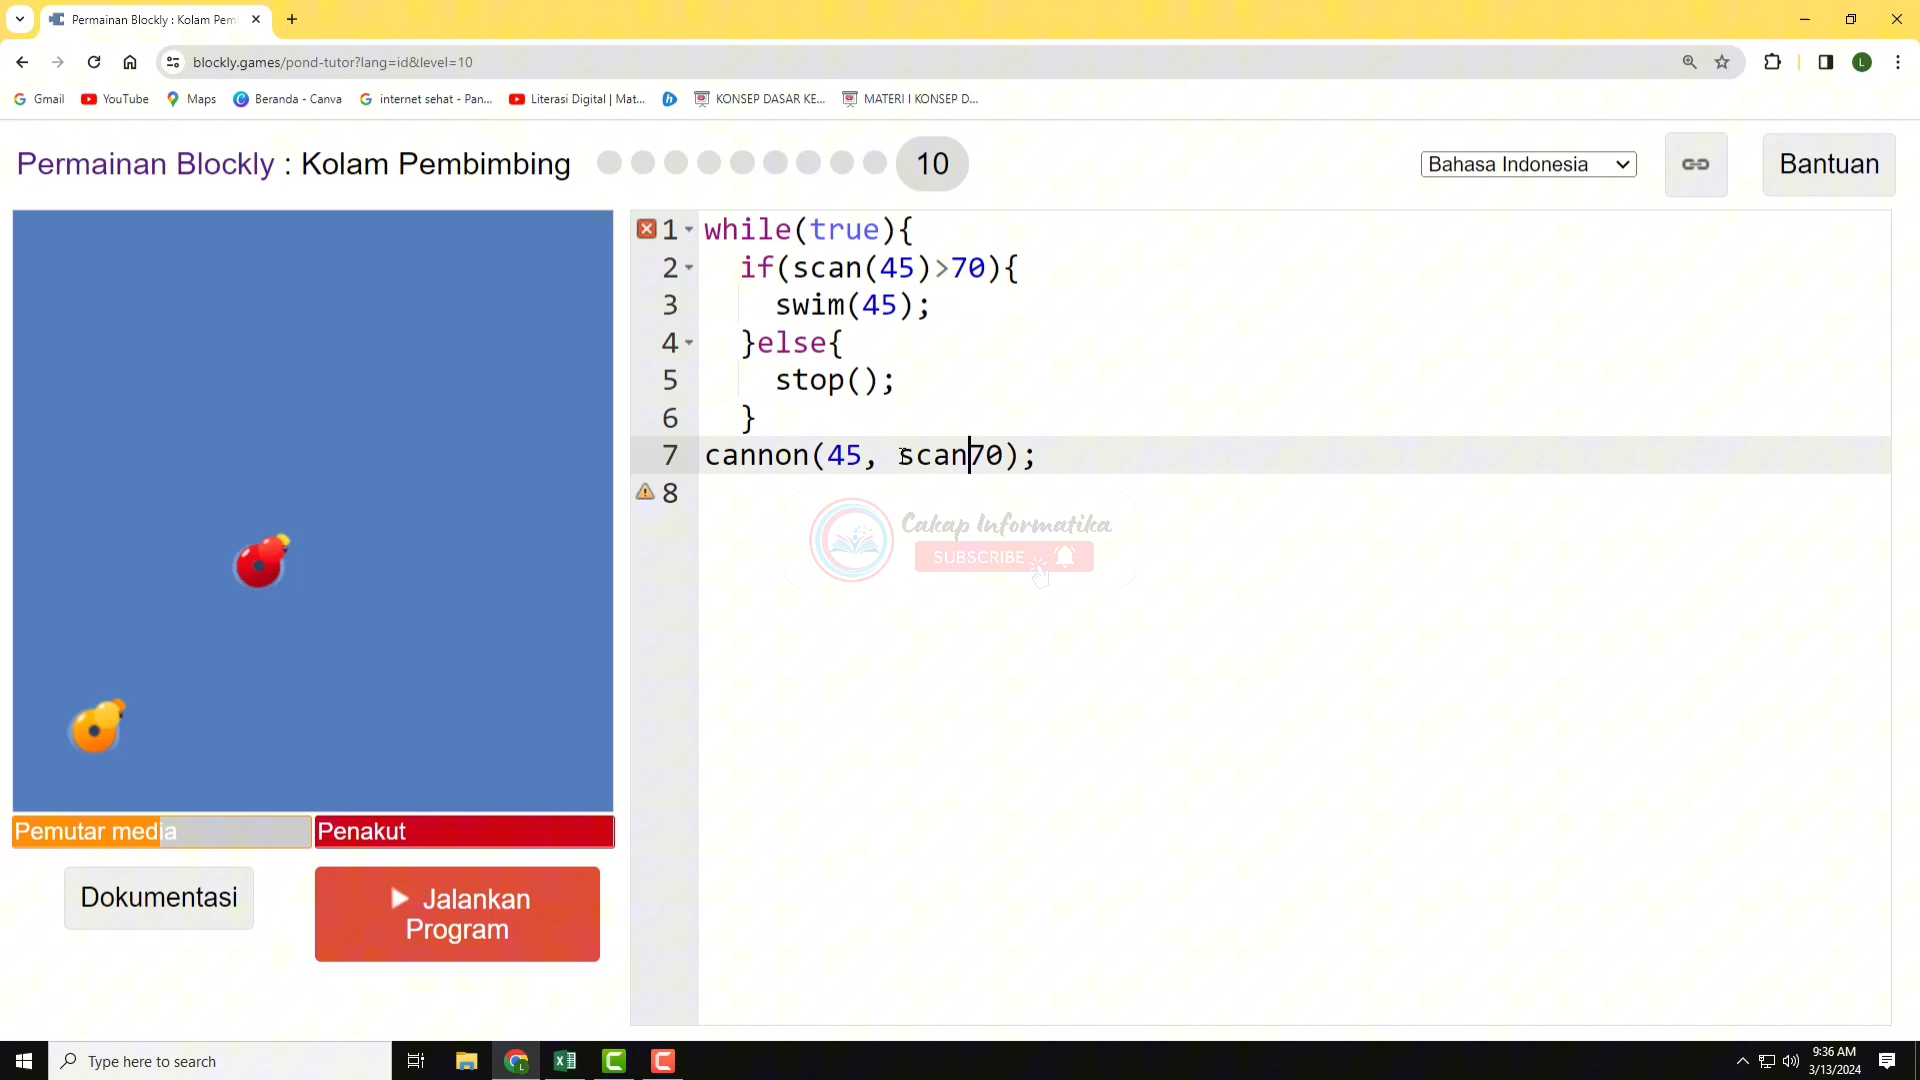 Permainan Blockly : Kolam Pem
blockly.games/pond-tutor?lang=id&level=10
Gmail
YouTube
Maps
Beranda - Canva
internet sehat - Pan...
Literasi Digital | Mat...
KONSEP DASAR KE...
MATERI I KONSEP D...
L
Permainan Blockly : Kolam Pembimbing
10
Bahasa Indonesia
Bantuan
1 while(true){
2 if(scan(45)>70){
3 swim(45);
4 }else{
5 stop();
6 }
7 cannon(45, scan70);
8
Cakap Informatika
SUBSCRIBE
Pemutar media
Penakut
Dokumentasi
Jalankan
Program
Type here to search
9:36 AM
3/13/2024